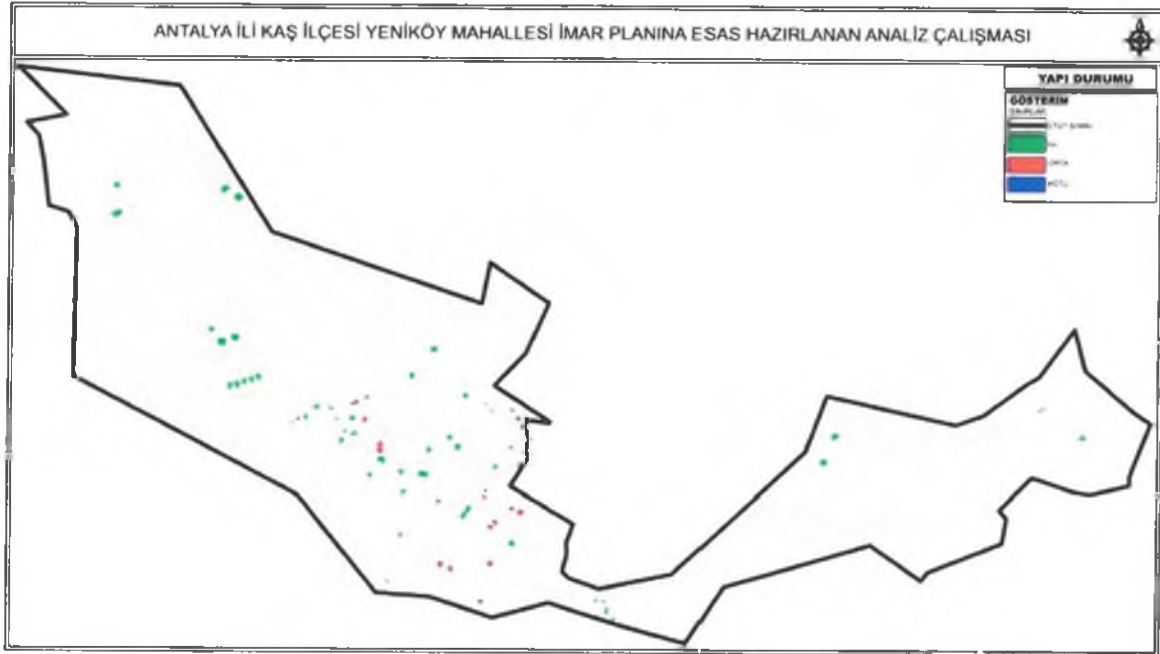 ANTALYA İLİ KAŞ İLÇESİ YENİKÖY MAHALLESİ İMAR PLANINA ESAS HAZIRLANAN ANALİZ ÇALIŞMASI
YAPI DURUMU
GÖSTERİM